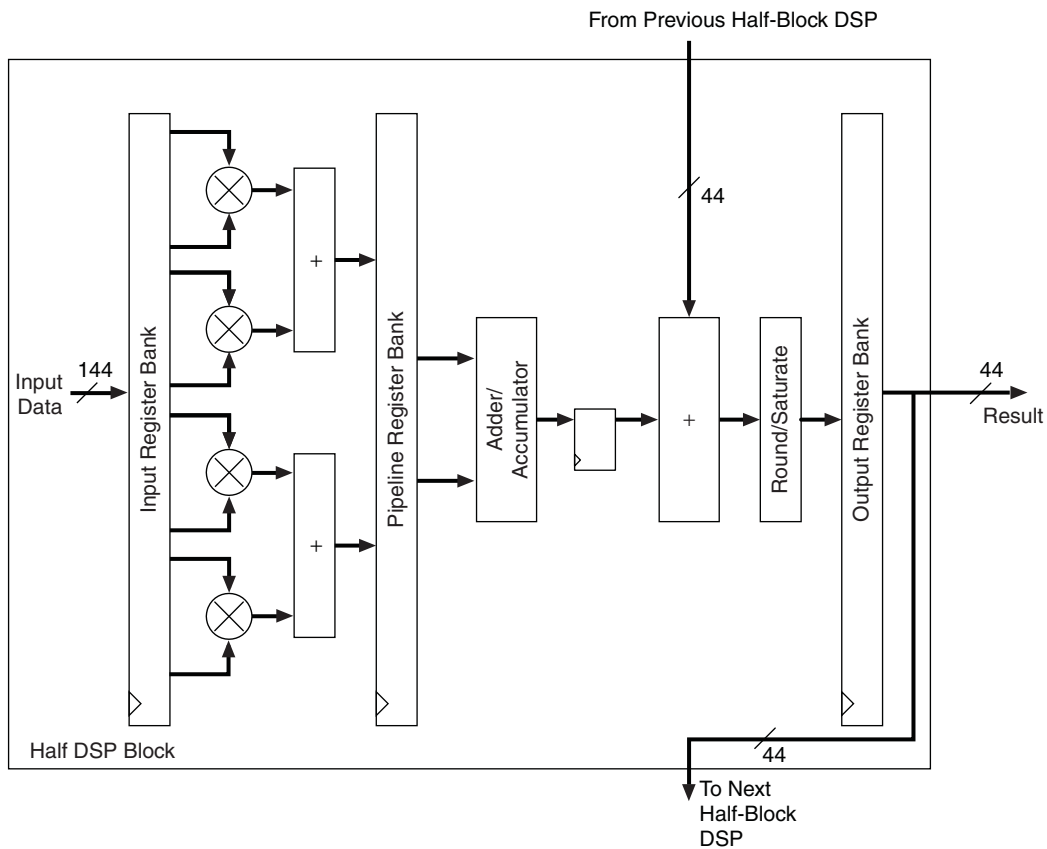 From Previous Half-Block DSP
44
144
Input
Data
Input Register Bank
+
+
Pipeline Register Bank
Adder/
Accumulator
+
Round/Saturate
Output Register Bank
44
Result
Half DSP Block
44
To Next
Half-Block
DSP